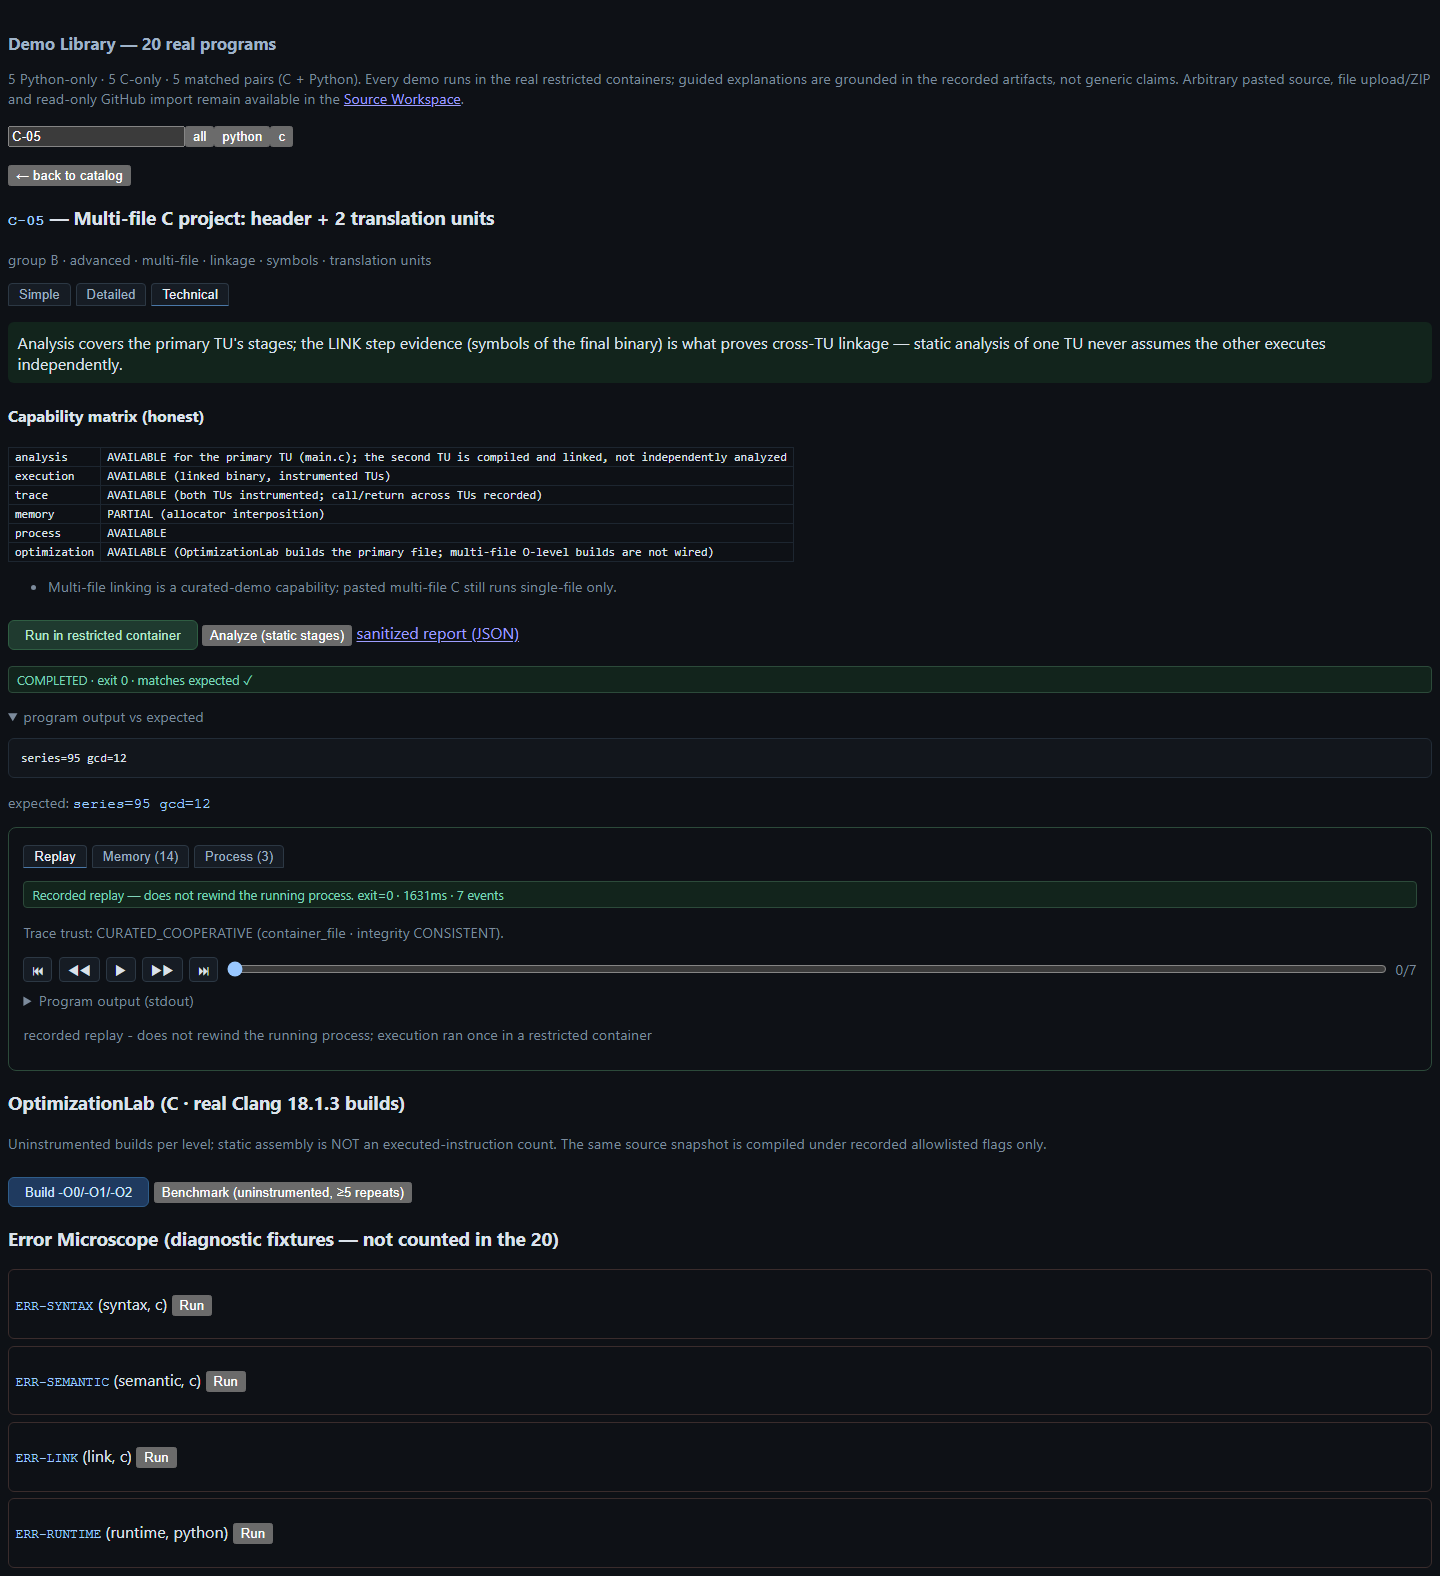 Demo Library — 20 real programs
5 Python-only · 5 C-only · 5 matched pairs (C + Python). Every demo runs in the real restricted containers; guided explanations are grounded in the recorded artifacts, not generic claims. Arbitrary pasted source, file upload/ZIP
and read-only GitHub import remain available in the Source Workspace.
C-05 all python c
← back to catalog
C-05 — Multi-file C project: header + 2 translation units
group B · advanced · multi-file · linkage · symbols · translation units
Simple Detailed Technical
Analysis covers the primary TU's stages; the LINK step evidence (symbols of the final binary) is what proves cross-TU linkage — static analysis of one TU never assumes the other executes
independently.
Capability matrix (honest)
analysis AVAILABLE for the primary TU (main.c); the second TU is compiled and linked, not independently analyzed
execution AVAILABLE (linked binary, instrumented TUs)
trace AVAILABLE (both TUs instrumented; call/return across TUs recorded)
memory PARTIAL (allocator interposition)
process AVAILABLE
optimization AVAILABLE (OptimizationLab builds the primary file; multi-file O-level builds are not wired)
• Multi-file linking is a curated-demo capability; pasted multi-file C still runs single-file only.
Run in restricted container Analyze (static stages) sanitized report (JSON)
COMPLETED · exit 0 · matches expected ✓
▼ program output vs expected
series=95 gcd=12
expected: series=95 gcd=12
Replay Memory (14) Process (3)
Recorded replay — does not rewind the running process. exit=0 · 1631ms · 7 events
Trace trust: CURATED_COOPERATIVE (container_file · integrity CONSISTENT).
⏮ ◀◀ ▶ ▶▶ ⏭ 0/7
▶ Program output (stdout)
recorded replay - does not rewind the running process; execution ran once in a restricted container
OptimizationLab (C · real Clang 18.1.3 builds)
Uninstrumented builds per level; static assembly is NOT an executed-instruction count. The same source snapshot is compiled under recorded allowlisted flags only.
Build -O0/-O1/-O2 Benchmark (uninstrumented, ≥5 repeats)
Error Microscope (diagnostic fixtures — not counted in the 20)
ERR-SYNTAX (syntax, c) Run
ERR-SEMANTIC (semantic, c) Run
ERR-LINK (link, c) Run
ERR-RUNTIME (runtime, python) Run